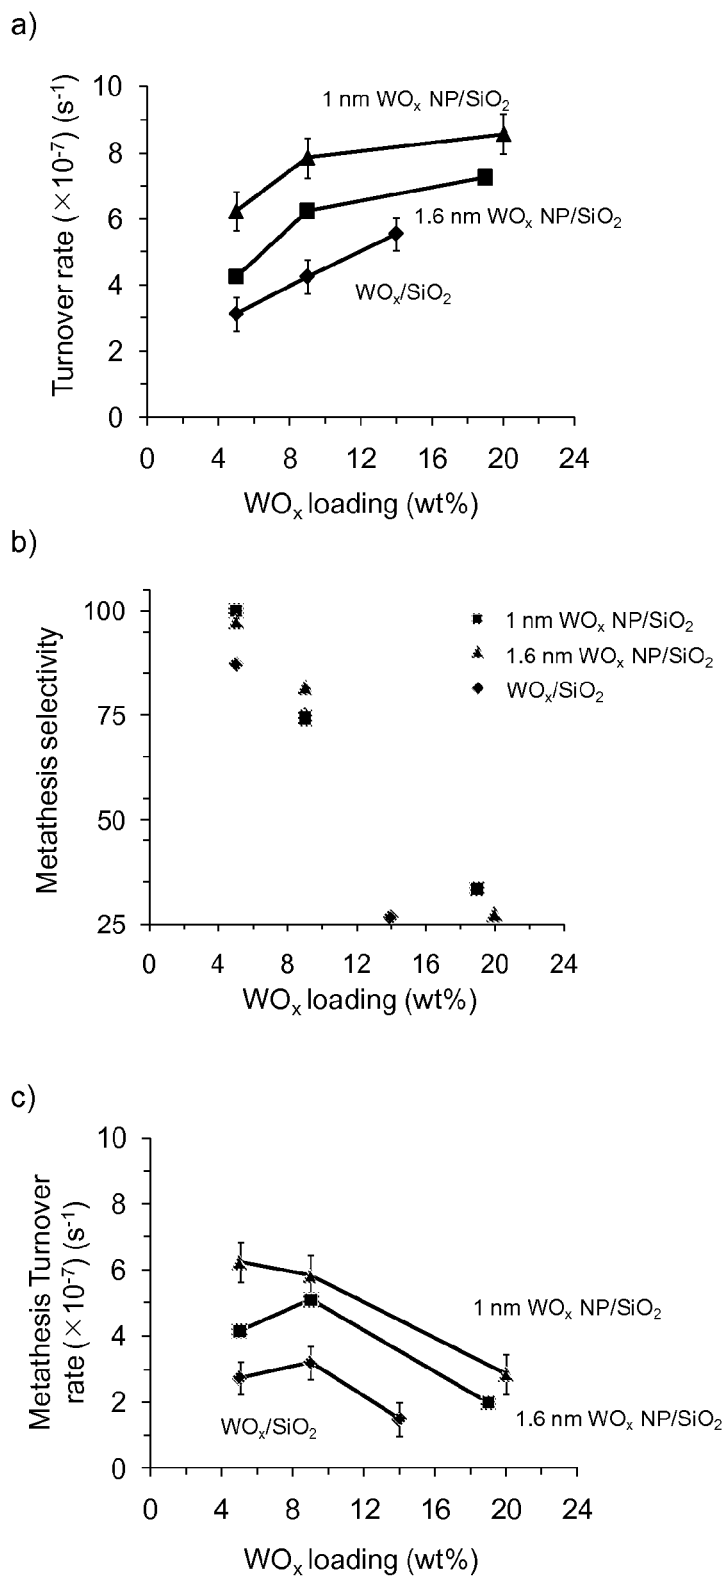 a)
10
8
6
4
2
0
Turnover rate (×10⁻⁷) (s⁻¹)
1 nm WOₓ NP/SiO₂
1.6 nm WOₓ NP/SiO₂
WOₓ/SiO₂
0 4 8 12 16 20 24
WOₓ loading (wt%)
b)
100
75
50
25
Metathesis selectivity
1 nm WOₓ NP/SiO₂
1.6 nm WOₓ NP/SiO₂
WOₓ/SiO₂
0 4 8 12 16 20 24
WOₓ loading (wt%)
c)
10
8
6
4
2
0
Metathesis Turnover
rate (×10⁻⁷) (s⁻¹)
1 nm WOₓ NP/SiO₂
1.6 nm WOₓ NP/SiO₂
WOₓ/SiO₂
0 4 8 12 16 20 24
WOₓ loading (wt%)